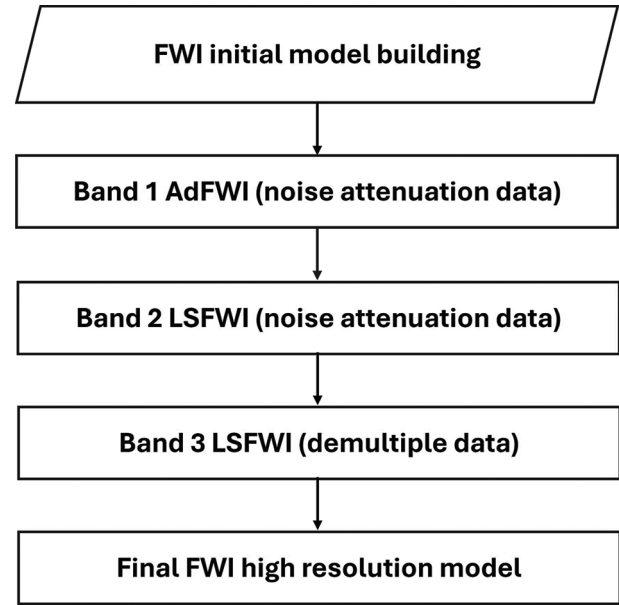 FWI initial model building
Band 1 AdFWI (noise attenuation data)
Band 2 LSFWI (noise attenuation data)
Band 3 LSFWI (demultiple data)
Final FWI high resolution model